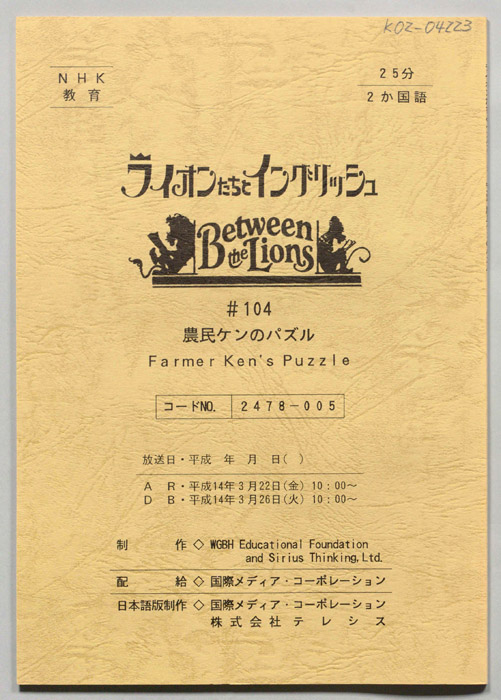 K02-04223
NHK
教育
25分
2か国語
ライオンたちとイングリッシュ
Between
the Lions
#104
農民ケンのパズル
Farmer Ken's Puzzle
コードNO. 2478-005
放送日・平成 年 月 日( )
A R・平成14年3月22日(金) 10:00~
D B・平成14年3月26日(火) 10:00~
制 作◇ WGBH Educational Foundation
and Sirius Thinking,Ltd.
配 給◇ 国際メディア・コーポレーション
日本語版制作◇ 国際メディア・コーポレーション
株式会社テレシス